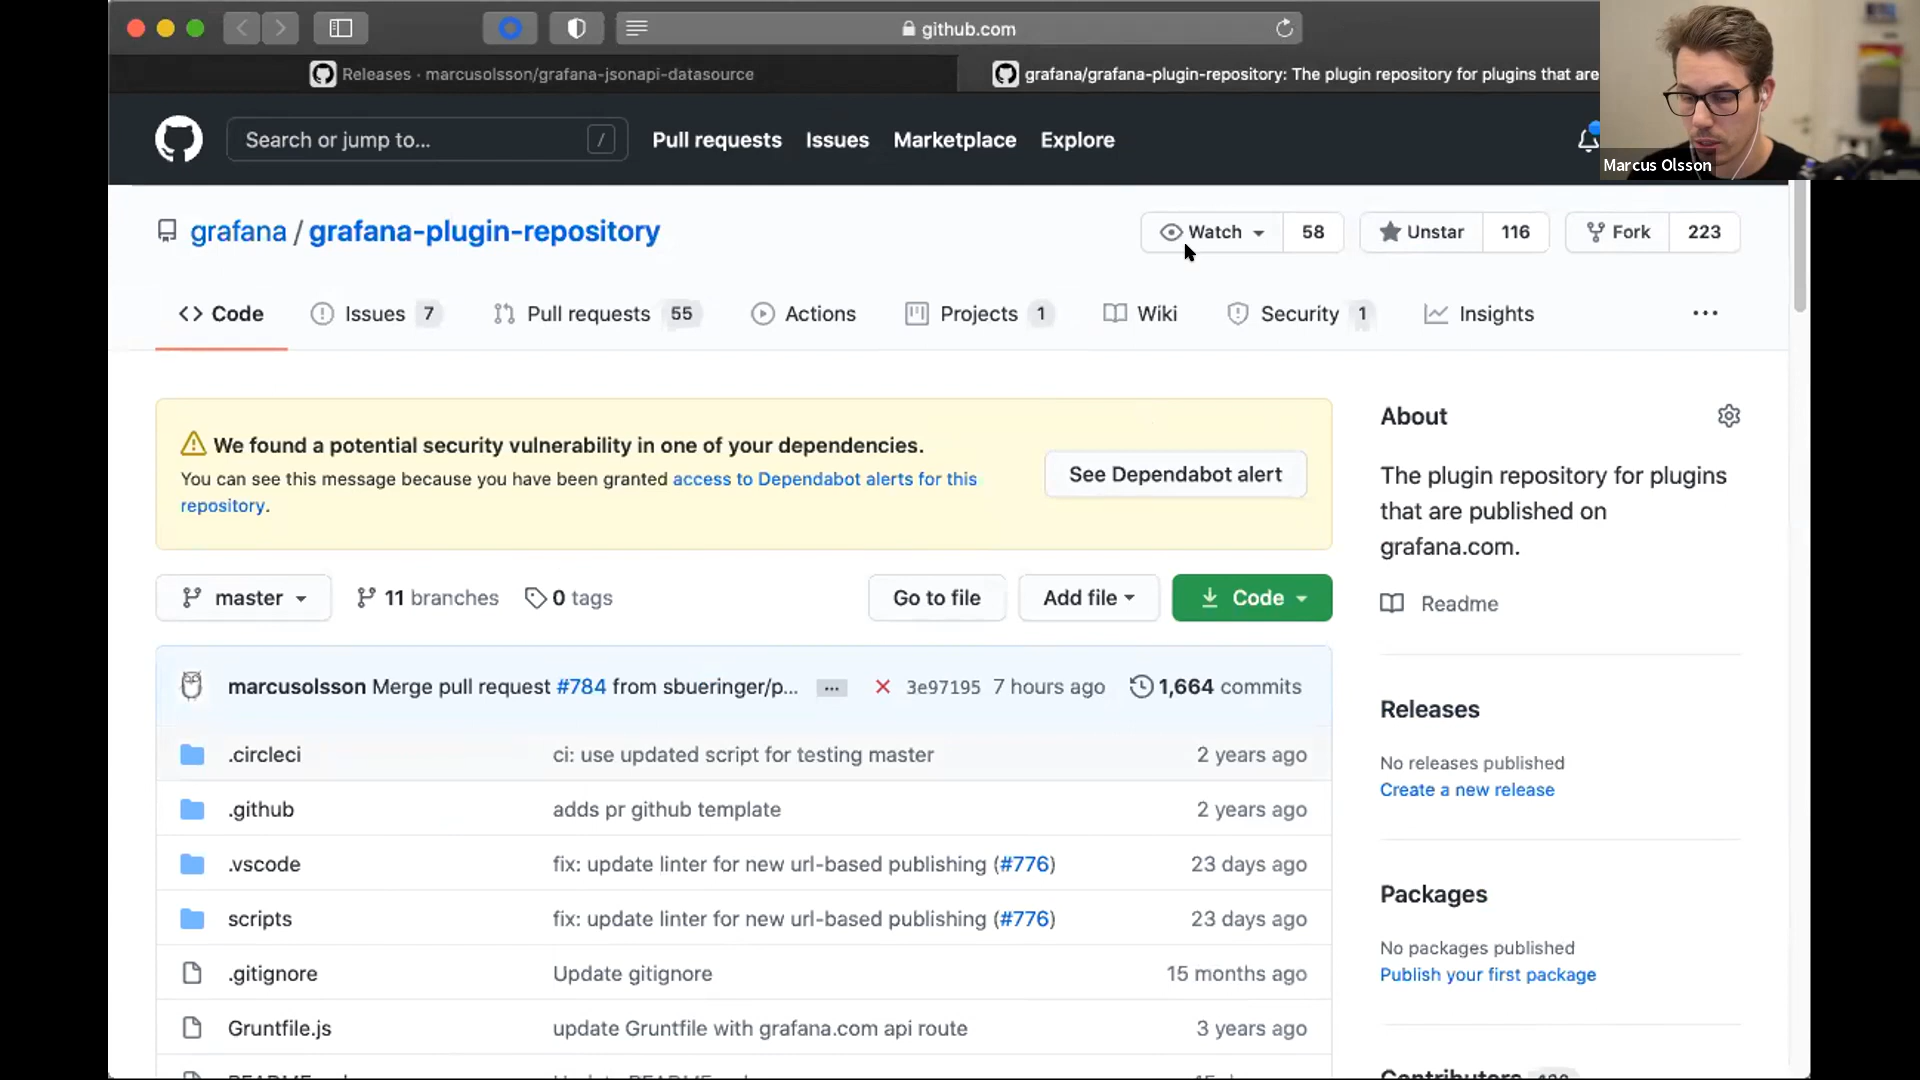 github.com
Releases · marcusolsson/grafana-jsonapi-datasource
grafana/grafana-plugin-repository: The plugin repository for plugins that are
Search or jump to...
/
Pull requests
Issues
Marketplace
Explore
Marcus Olsson
grafana / grafana-plugin-repository
Watch 58
Unstar 116
Fork 223
Code
Issues 7
Pull requests 55
Actions
Projects 1
Wiki
Security 1
Insights
We found a potential security vulnerability in one of your dependencies.
You can see this message because you have been granted access to Dependabot alerts for this
repository.
See Dependabot alert
About
The plugin repository for plugins
that are published on
grafana.com.
Readme
master
11 branches
0 tags
Go to file
Add file
Code
marcusolsson Merge pull request #784 from sbueringer/p... ... 3e97195 7 hours ago 1,664 commits
.circleci ci: use updated script for testing master 2 years ago
.github adds pr github template 2 years ago
.vscode fix: update linter for new url-based publishing (#776) 23 days ago
scripts fix: update linter for new url-based publishing (#776) 23 days ago
.gitignore Update gitignore 15 months ago
Gruntfile.js update Gruntfile with grafana.com api route 3 years ago
Releases
No releases published
Create a new release
Packages
No packages published
Publish your first package
Contributors